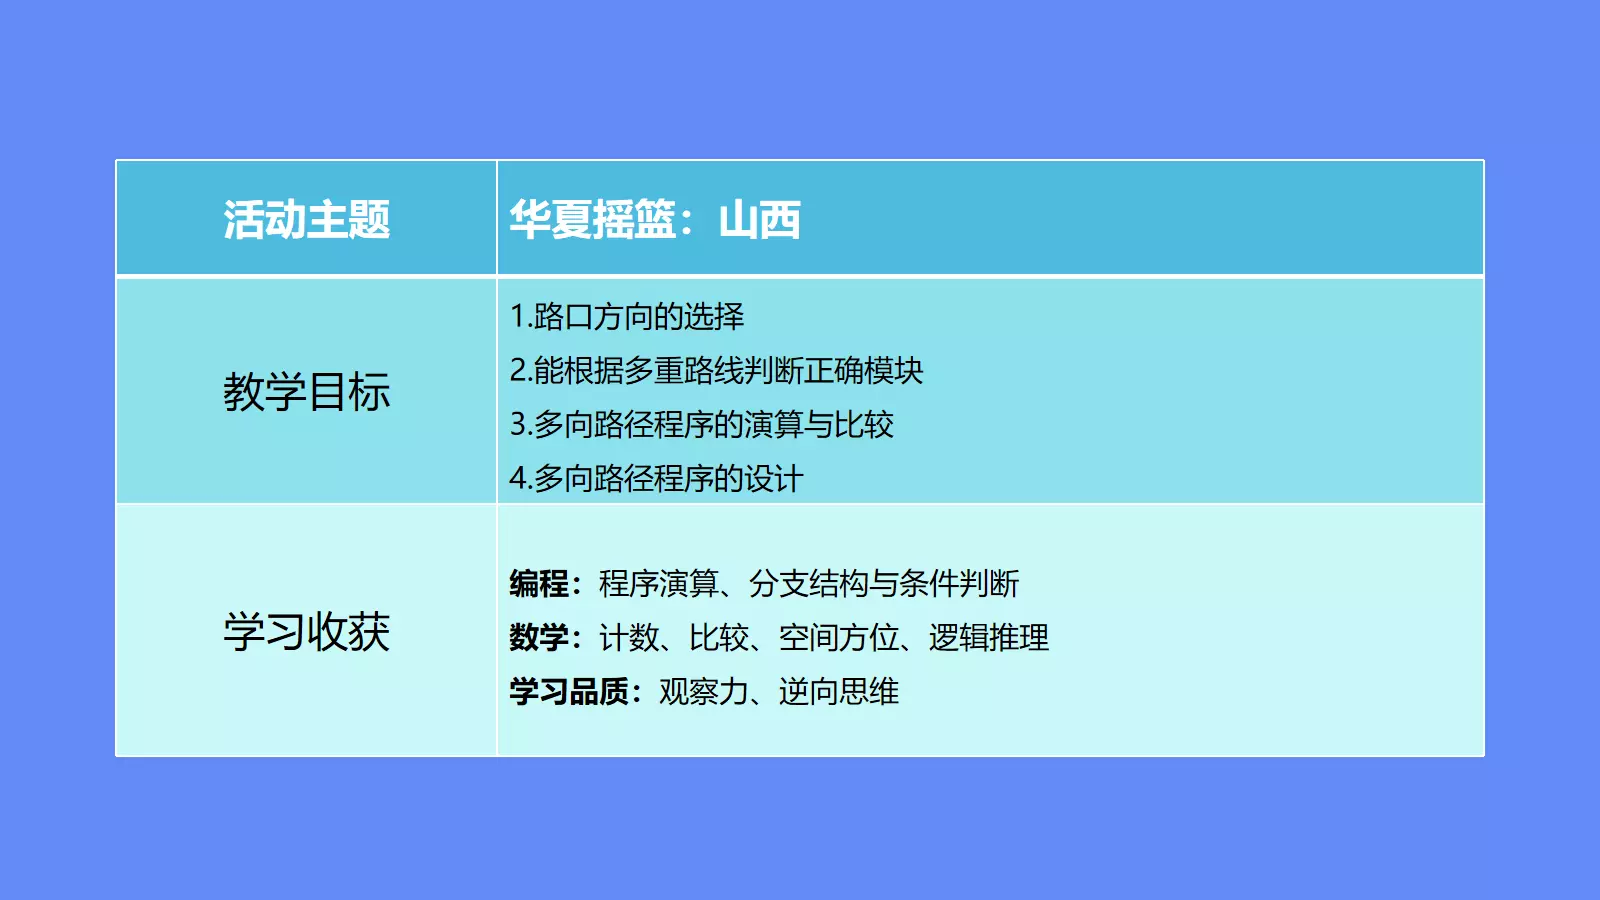 活动主题
华夏摇篮：山西
教学目标
1.路口方向的选择
2.能根据多重路线判断正确模块
3.多向路径程序的演算与比较
4.多向路径程序的设计
学习收获
编程：程序演算、分支结构与条件判断
数学：计数、比较、空间方位、逻辑推理
学习品质：观察力、逆向思维